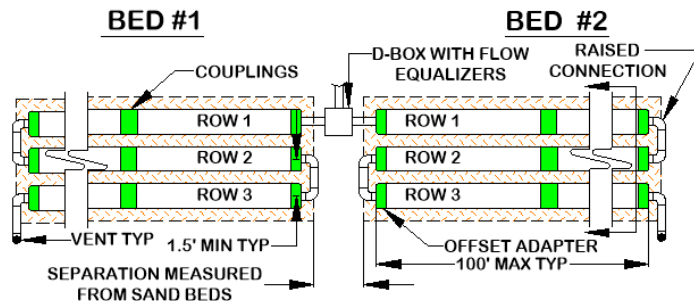 BED #1
BED #2
COUPLINGS
D-BOX WITH FLOW
EQUALIZERS
RAISED
CONNECTION
ROW 1
ROW 1
ROW 2
ROW 2
ROW 3
ROW 3
VENT TYP
1.5' MIN TYP
OFFSET ADAPTER
100' MAX TYP
SEPARATION MEASURED
FROM SAND BEDS